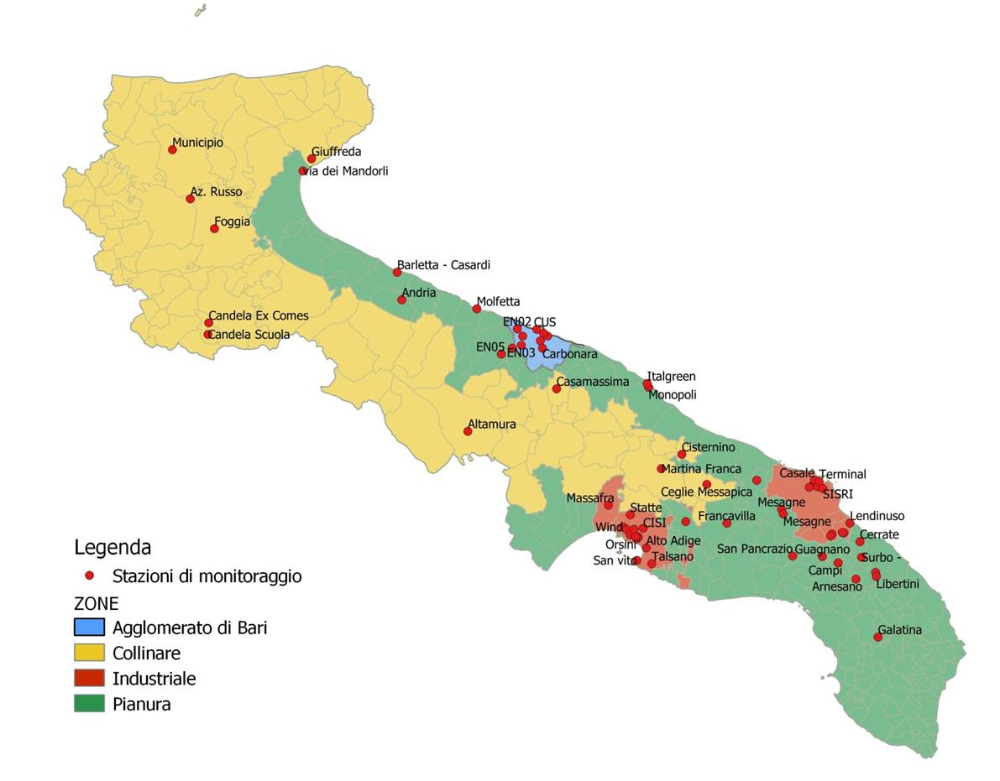 Municipio
Giuffreda
via dei Mandorli
Az. Russo
Foggia
Barletta - Casardi
Andria
Molfetta
Candela Ex Comes
Candela Scuola
EN02 CUS
EN05 EN03 Carbonara
Casamassima
Italgreen
Monopoli
Altamura
Cisternino
Martina Franca
Ceglie Messapica
Casale Terminal
SISRI
Massafra
Statte
Mesagne
Francavilla
Mesagne
Lendinuso
Wind CISI
Cerrate
Orsini Alto Adige
San Pancrazio Guagnano
San vito Talsano
Surbo -
Campi
Arnesano Libertini
Galatina
Legenda
Stazioni di monitoraggio
ZONE
Agglomerato di Bari
Collinare
Industriale
Pianura